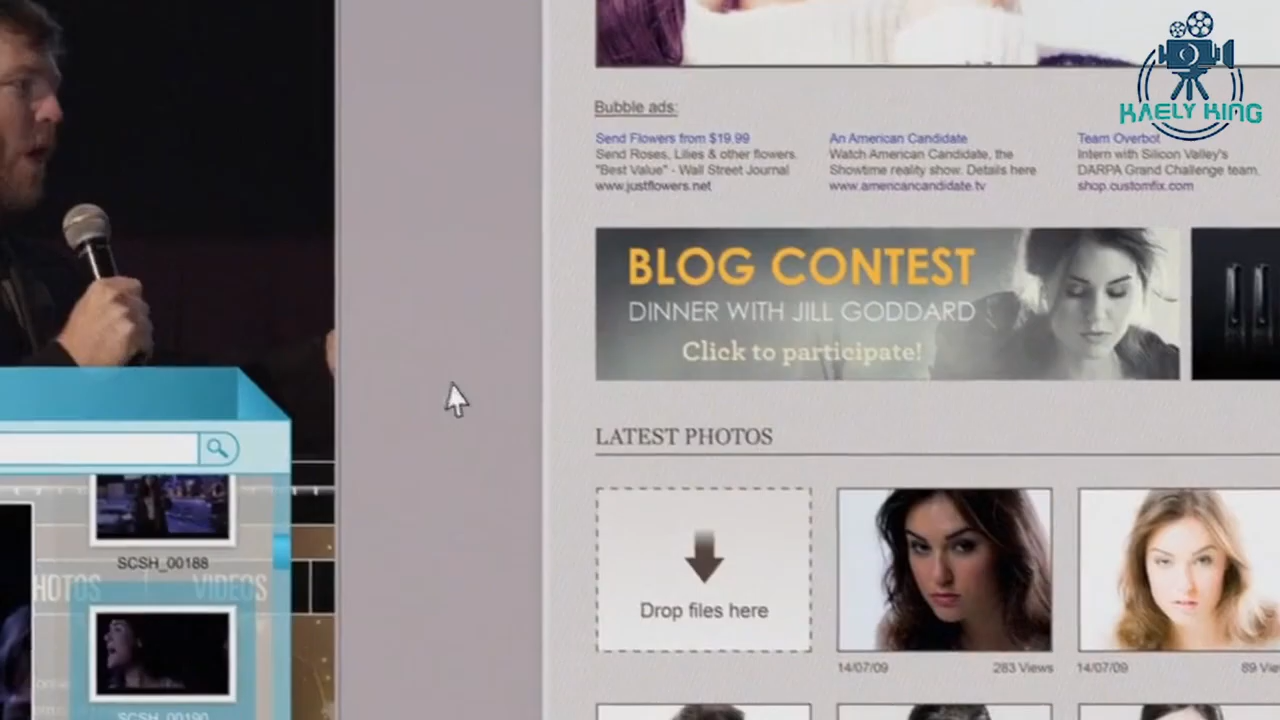 KAELY KING
Bubble ads:
Send Flowers from $19.99
Send Roses, Lilies & other flowers.
"Best Value" - Wall Street Journal
www.justflowers.net
An American Candidate
Watch American Candidate, the
Showtime reality show. Details here
www.amencancandidate.tv
Team Overbot
Intern with Silicon Valley's
DARPA Grand Challenge team.
shop.customfix.com
BLOG CONTEST
DINNER WITH JILL GODDARD
Click to participate!
LATEST PHOTOS
Drop files here
14/07/09
283 Views
14/07/09
89
SCSH_00188
HOTOS
VIDEOS
SCSH_00190